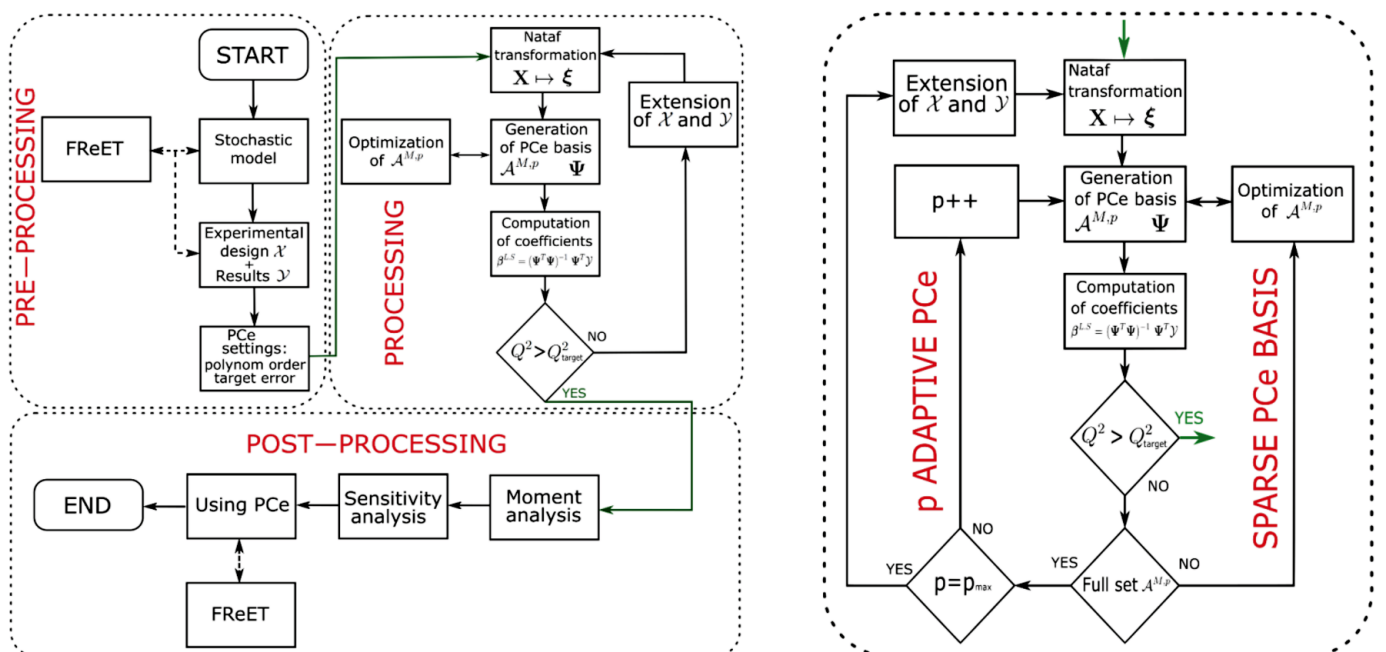 PRE—PROCESSING
START
FReET
Stochastic
model
Experimental
design 𝒳
+
Results 𝒴
PCe
settings:
polynom order
target error
PROCESSING
Nataf
transformation
X ↦ ξ
Extension
of 𝒳 and 𝒴
Optimization
of 𝒜^{M,p}
Generation
of PCe basis
𝒜^{M,p} Ψ
Computation
of coefficients
β^{LS} = (Ψ^T Ψ)^{-1} Ψ^T 𝒴
Q² > Q²_target
NO
YES
POST—PROCESSING
END
Using PCe
Sensitivity
analysis
Moment
analysis
FReET
Extension
of 𝒳 and 𝒴
Nataf
transformation
X ↦ ξ
p++
Generation
of PCe basis
𝒜^{M,p} Ψ
Optimization
of 𝒜^{M,p}
p ADAPTIVE PCe
Computation
of coefficients
β^{LS} = (Ψ^T Ψ)^{-1} Ψ^T 𝒴
SPARSE PCe BASIS
Q² > Q²_target
YES
NO
NO
YES
p=p_max
YES
Full set 𝒜^{M,p}
NO